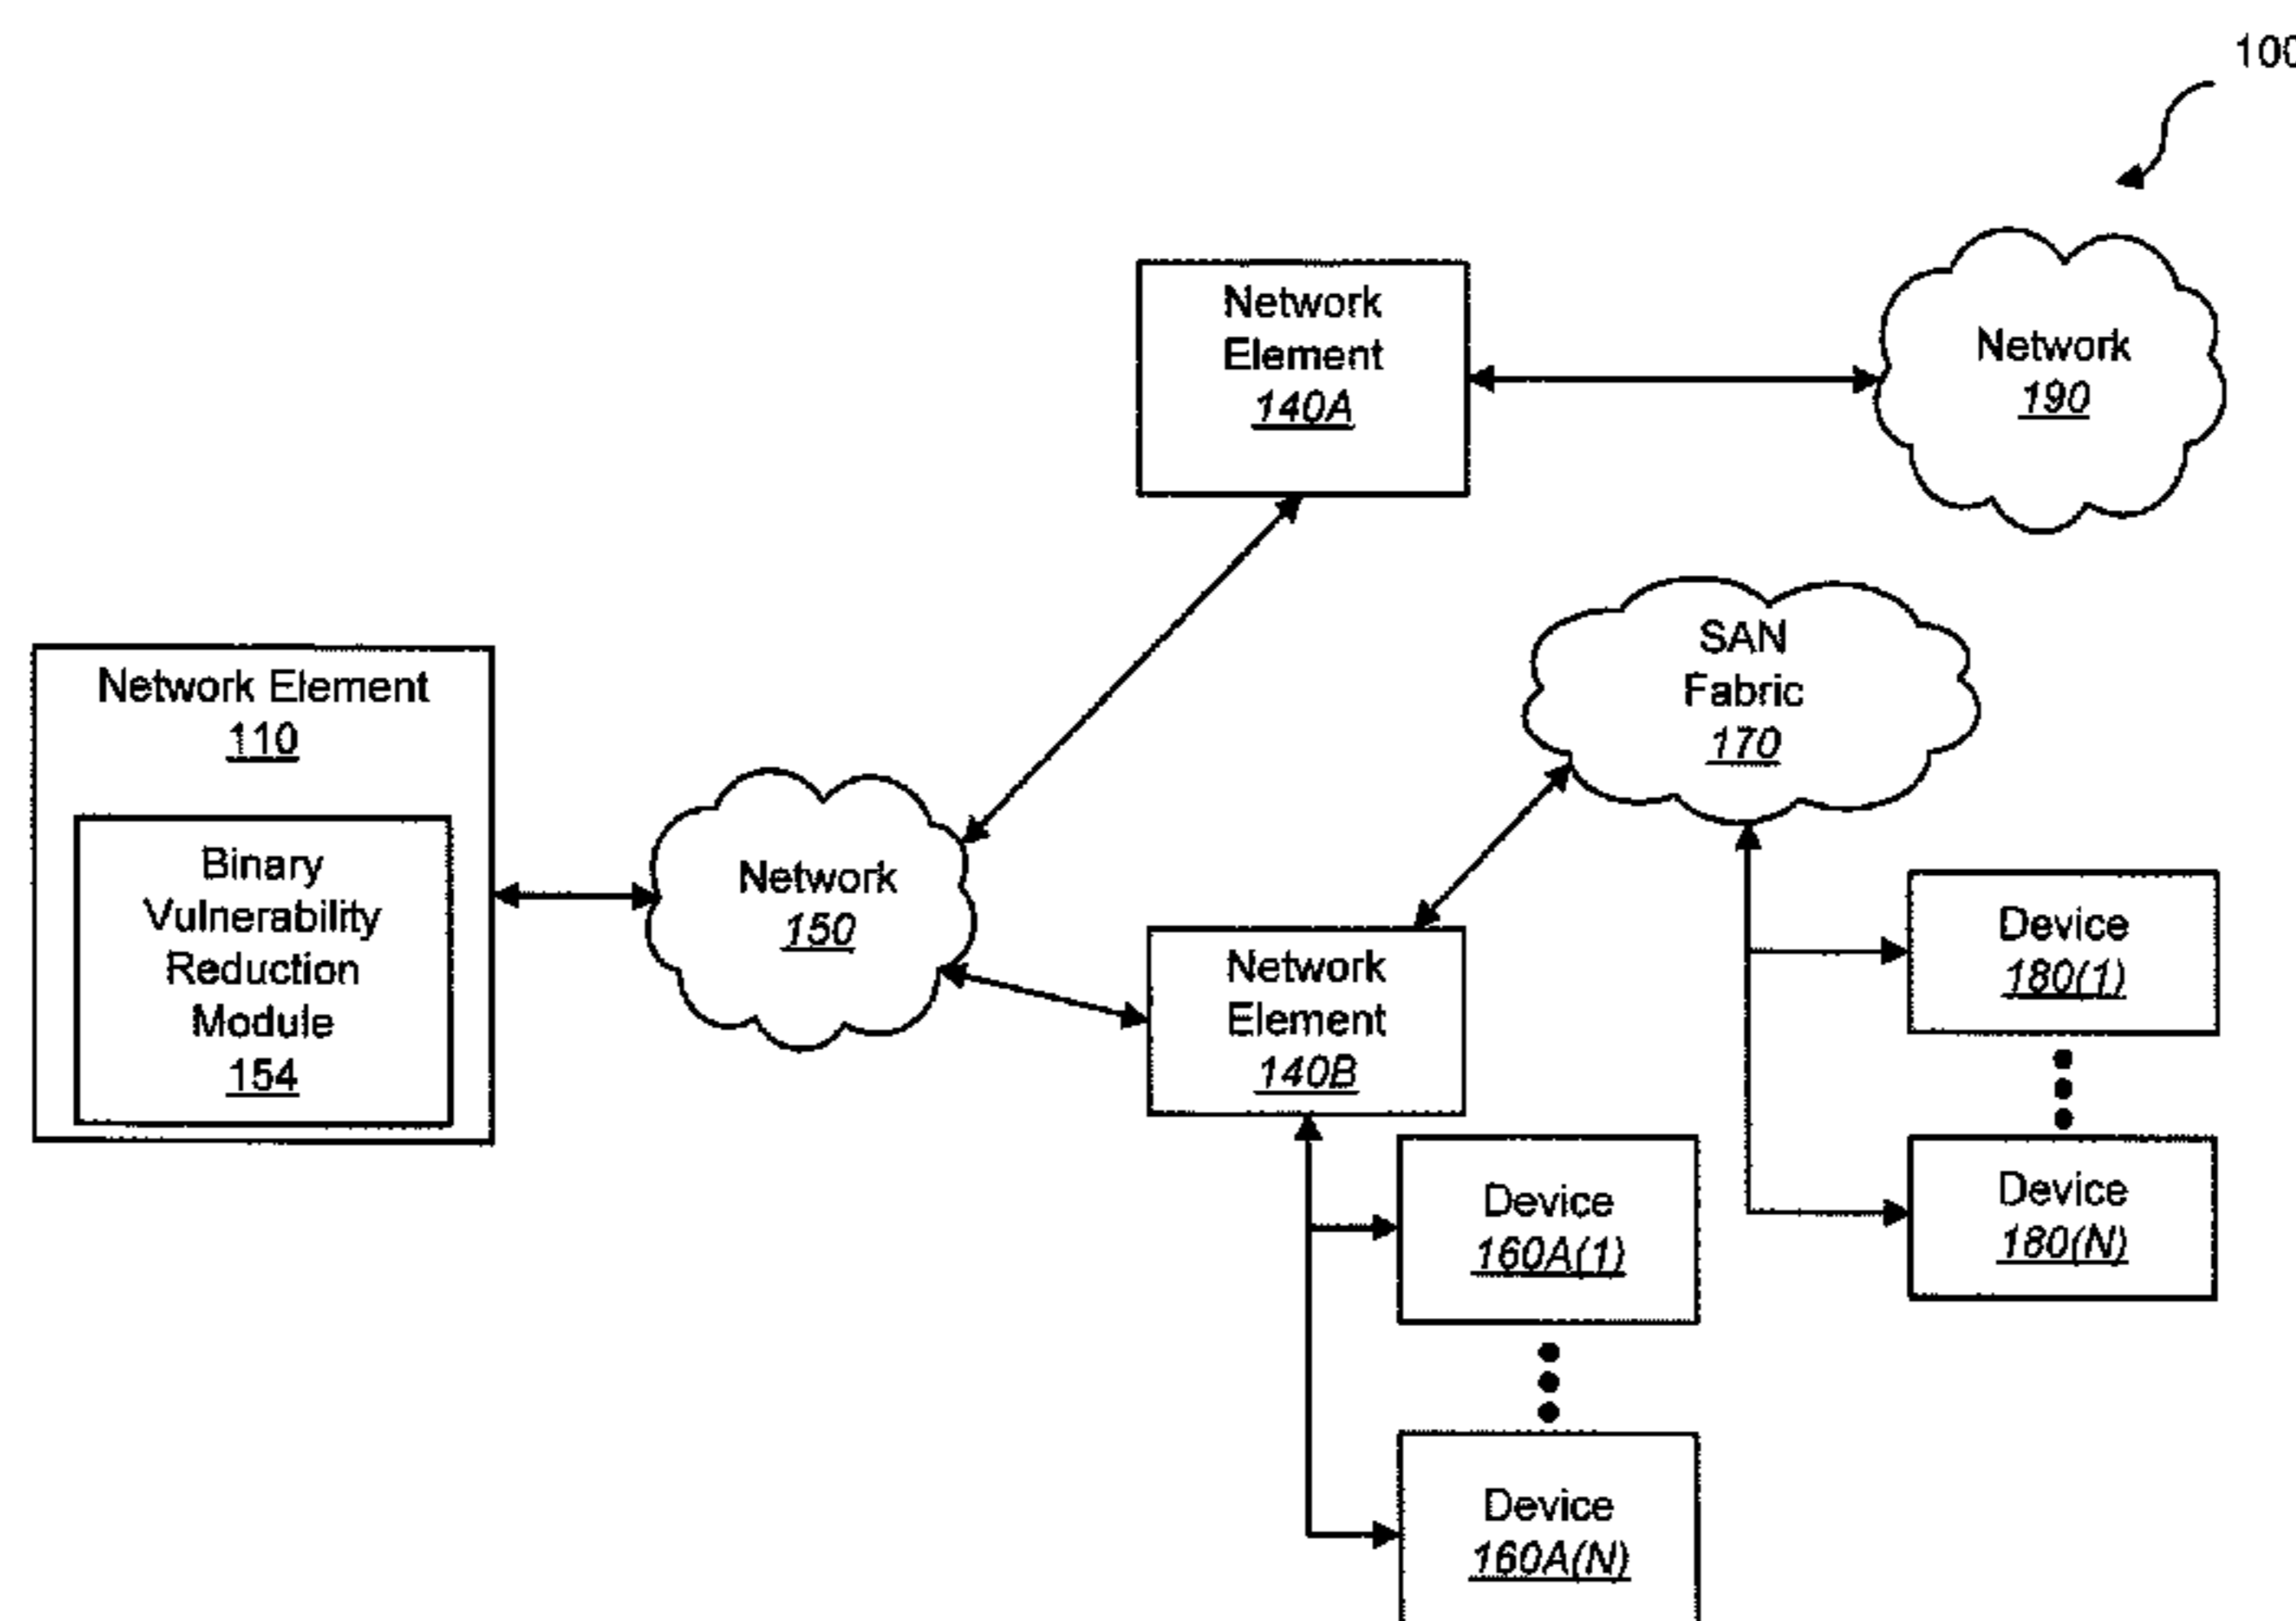 100
Network
Element
140A
Network
190
SAN
Fabric
170
Network Element
110
Binary
Vulnerability
Reduction
Module
154
Network
150
Network
Element
140B
Device
180(1)
Device
180(N)
Device
160A(1)
Device
160A(N)